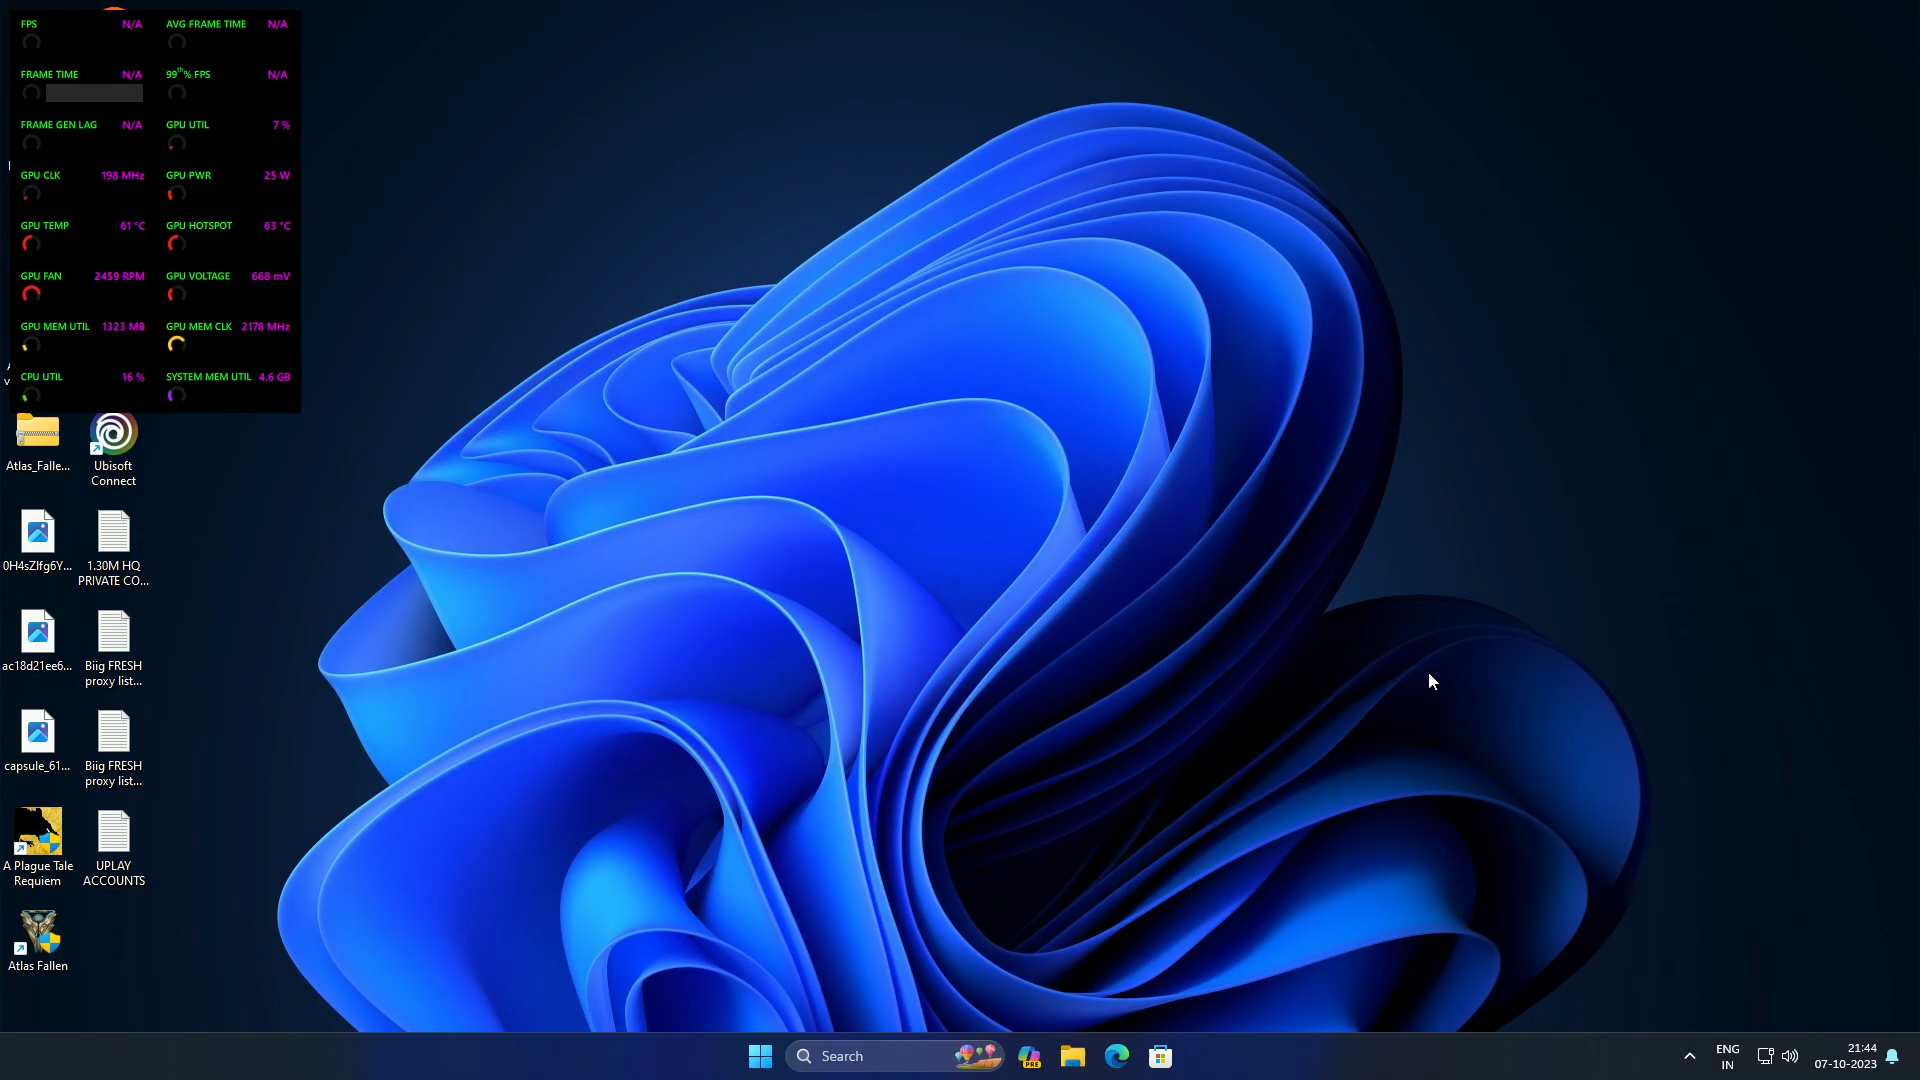 FPS N/A AVG FRAME TIME N/A
FRAME TIME N/A 99th% FPS N/A
FRAME GEN LAG N/A GPU UTIL 7 %
GPU CLK 198 MHz GPU PWR 25 W
GPU TEMP 61 °C GPU HOTSPOT 63 °C
GPU FAN 2459 RPM GPU VOLTAGE 668 mV
GPU MEM UTIL 1323 MB GPU MEM CLK 2178 MHz
CPU UTIL 16 % SYSTEM MEM UTIL 4.6 GB
Atlas_Falle...
Ubisoft
Connect
0H4sZlfg6Y...
1.30M HQ
PRIVATE CO...
ac18d21ee6...
Biig FRESH
proxy list...
capsule_61...
Biig FRESH
proxy list...
A Plague Tale
Requiem
UPLAY
ACCOUNTS
Atlas Fallen
Search
PRE
ENG
IN
21:44
07-10-2023